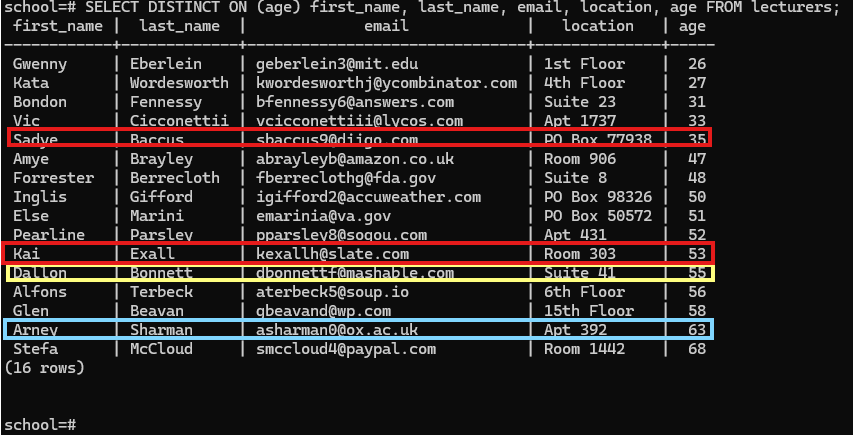 school=# SELECT DISTINCT ON (age) first_name, last_name, email, location, age FROM lecturers;
first_name | last_name | email | location | age
------------+--------------+-----------------------------+--------------+-----
Gwenny | Eberlein | geberlein3@mit.edu | 1st Floor | 26
Kata | Wordesworth | kwordesworthj@ycombinator.com | 4th Floor | 27
Bondon | Fennessy | bfennessy6@answers.com | Suite 23 | 31
Vic | Cicconettii | vcicconettiii@lycos.com | Apt 1737 | 33
Sadye | Baccus | sbaccus9@diigo.com | PO Box 77938 | 35
Amye | Brayley | abrayleyb@amazon.co.uk | Room 906 | 47
Forrester | Berrecloth | fberreclothg@fda.gov | Suite 8 | 48
Inglis | Gifford | igifford2@accuweather.com | PO Box 98326 | 50
Else | Marini | emarinia@va.gov | PO Box 50572 | 51
Pearline | Parsley | pparsley8@sogou.com | Apt 431 | 52
Kai | Exall | kexallh@slate.com | Room 303 | 53
Dallon | Bonnett | dbonnettf@mashable.com | Suite 41 | 55
Alfons | Terbeck | aterbeck5@soup.io | 6th Floor | 56
Glen | Beavan | gbeavand@wp.com | 15th Floor | 58
Arney | Sharman | asharman0@ox.ac.uk | Apt 392 | 63
Stefa | McCloud | smccloud4@paypal.com | Room 1442 | 68
(16 rows)
school=#